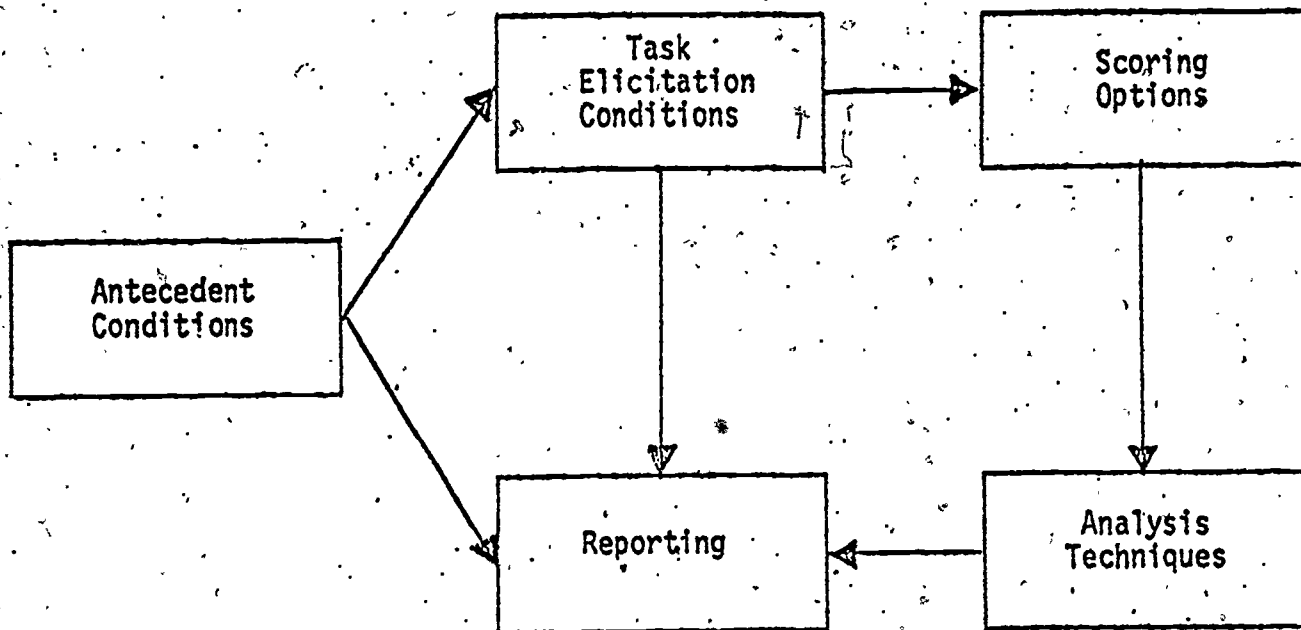 Task
Elicitation
Conditions
Scoring
Options
Antecedent
Conditions
Reporting
Analysis
Techniques